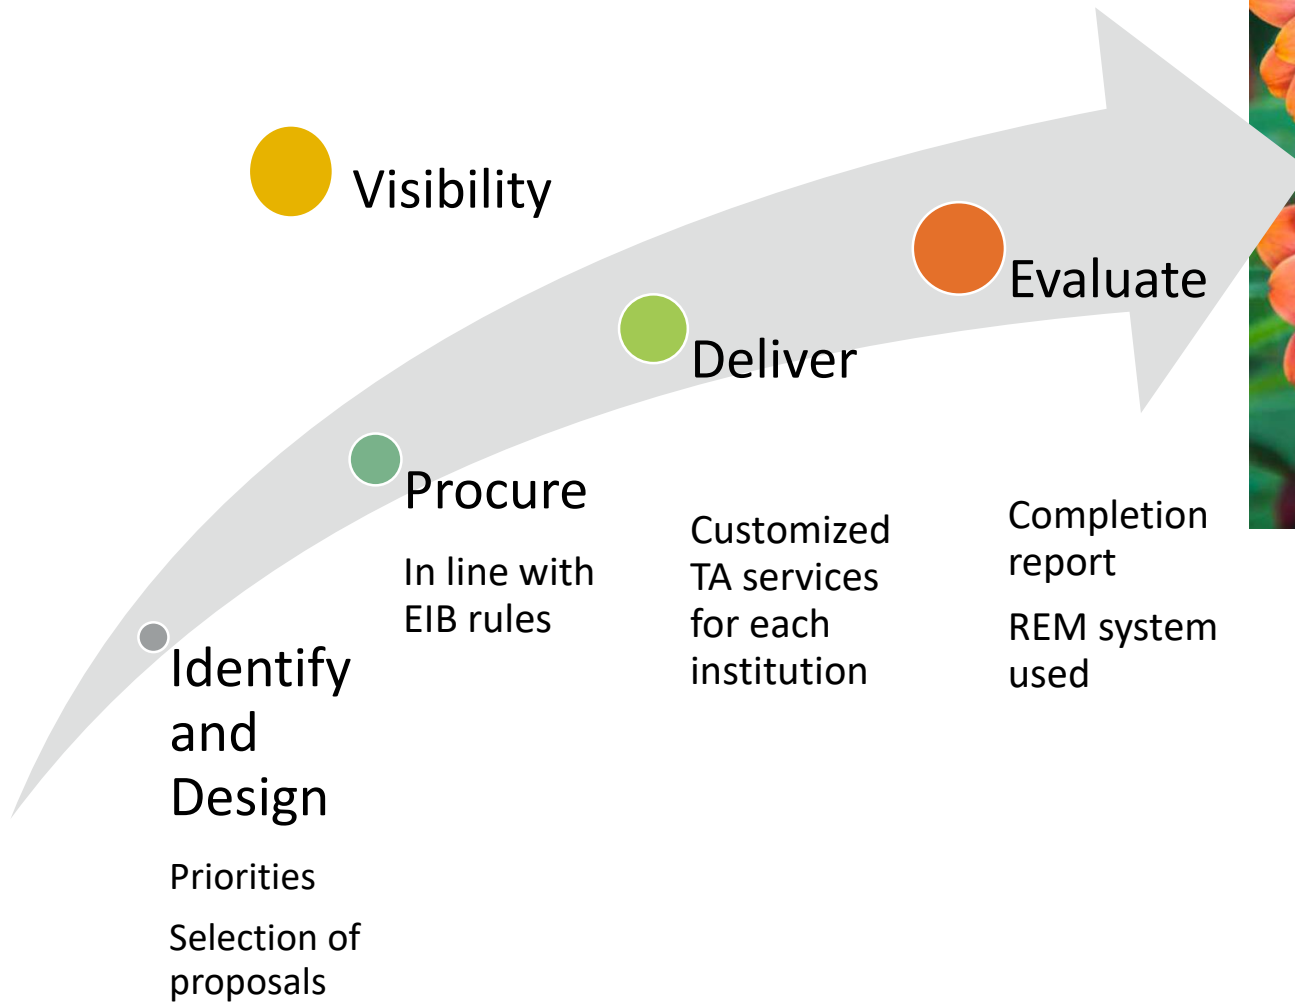 Visibility
Identify
and
Design
Priorities
Selection of
proposals
Procure
In line with
EIB rules
Deliver
Customized
TA services
for each
institution
Evaluate
Completion
report
REM system
used